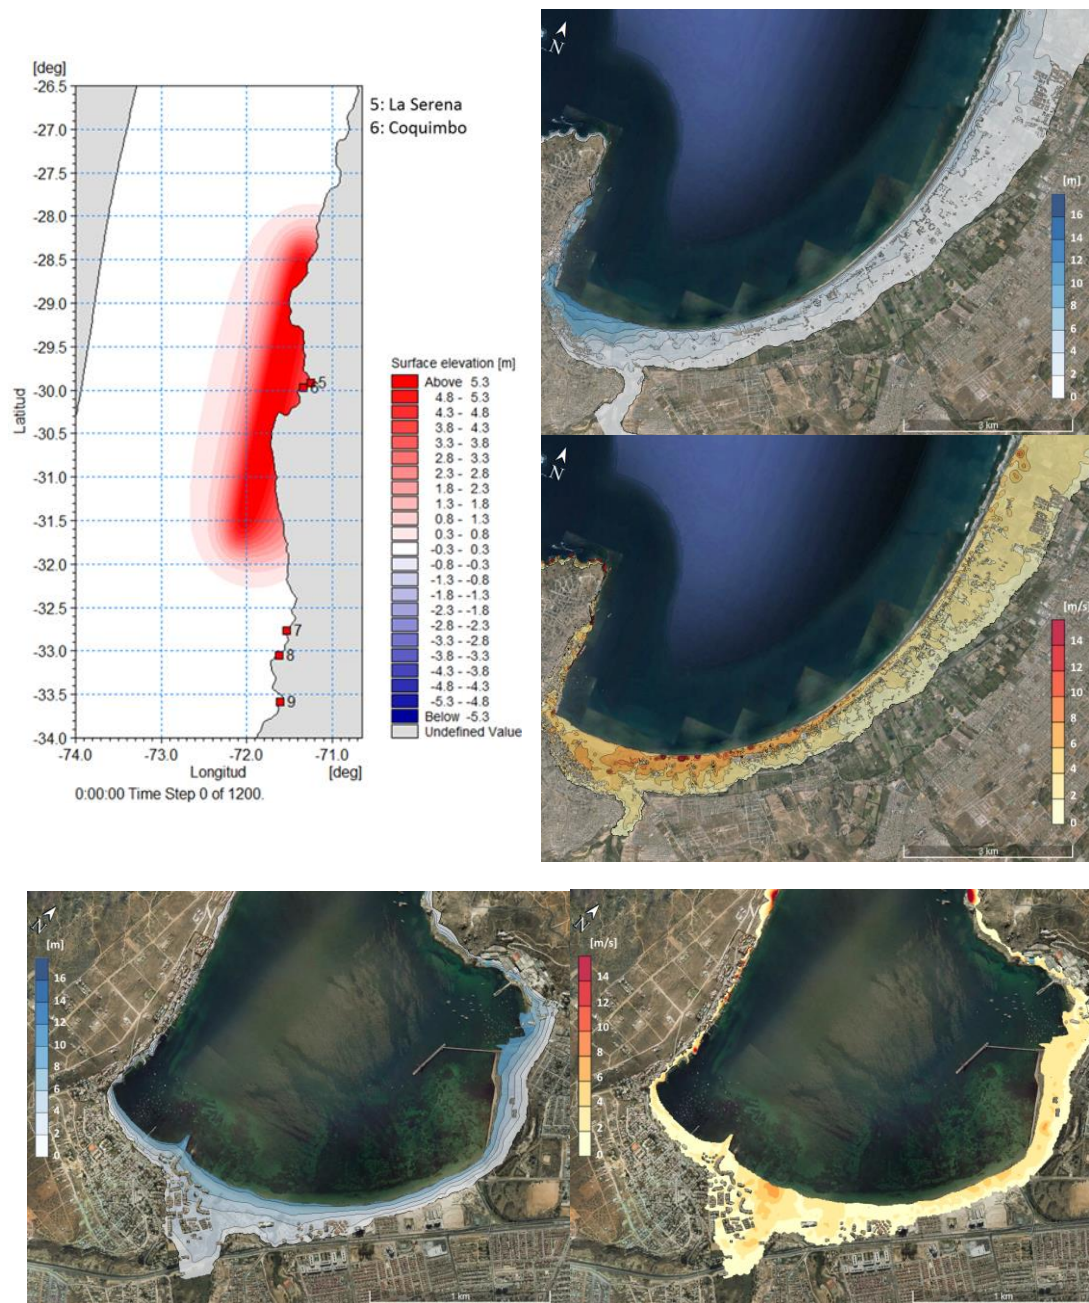 [deg]
-26.5
-27.0
-27.5
-28.0
-28.5
-29.0
-29.5
-30.0
-30.5
-31.0
-31.5
-32.0
-32.5
-33.0
-33.5
-34.0
Latitud
5
6
7
8
9
-74.0
-73.0
-72.0
-71.0
Longitud
[deg]
0:00:00 Time Step 0 of 1200.
5: La Serena
6: Coquimbo
Surface elevation [m]
Above 5.3
4.8 - 5.3
4.3 - 4.8
3.8 - 4.3
3.3 - 3.8
2.8 - 3.3
2.3 - 2.8
1.8 - 2.3
1.3 - 1.8
0.8 - 1.3
0.3 - 0.8
-0.3 - 0.3
-0.8 - -0.3
-1.3 - -0.8
-1.8 - -1.3
-2.3 - -1.8
-2.8 - -2.3
-3.3 - -2.8
-3.8 - -3.3
-4.3 - -3.8
-4.8 - -4.3
-5.3 - -4.8
Below -5.3
Undefined Value
N
[m]
16
14
12
10
8
6
4
2
0
3 km
N
[m/s]
14
12
10
8
6
4
2
0
3 km
N
[m]
16
14
12
10
8
6
4
2
0
1 km
N
[m/s]
14
12
10
8
6
4
2
0
1 km